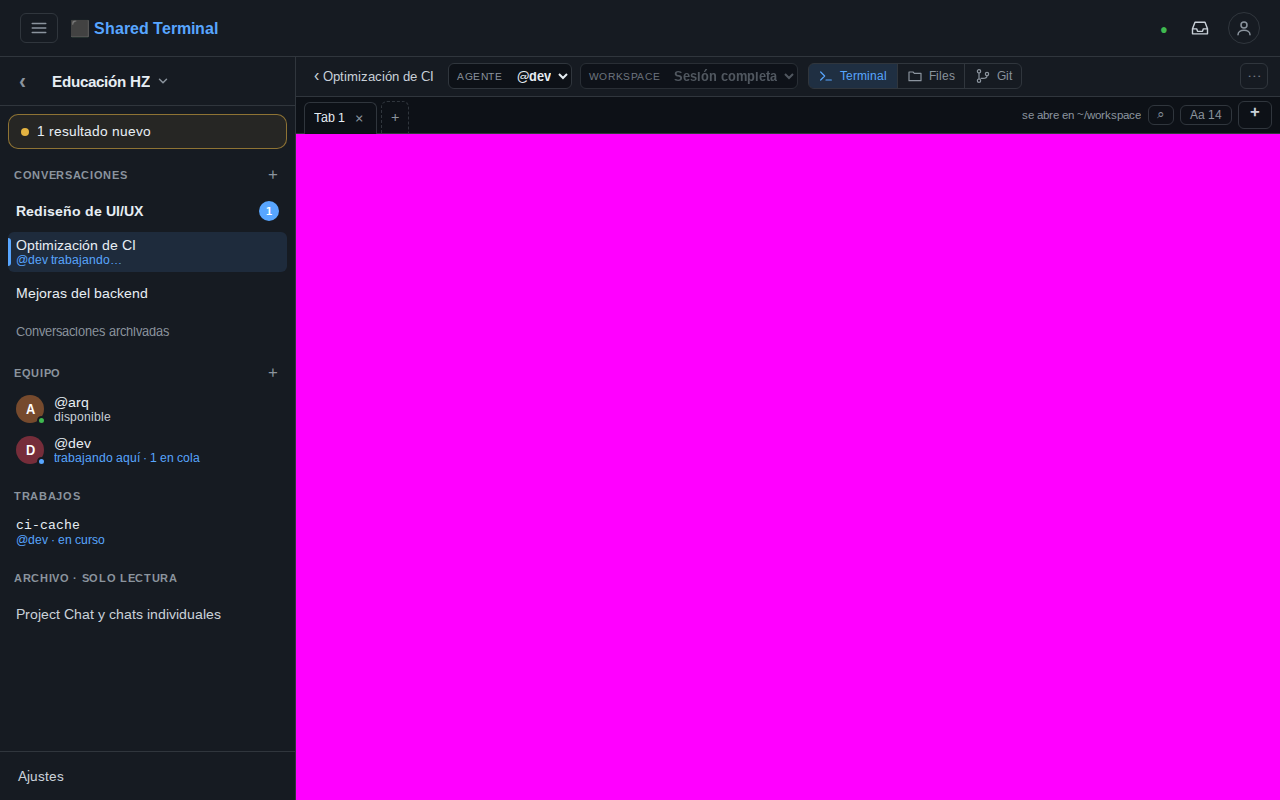 Shared Terminal
‹ Educación HZ
1 resultado nuevo
CONVERSACIONES +
Rediseño de UI/UX 1
Optimización de CI
@dev trabajando…
Mejoras del backend
Conversaciones archivadas
EQUIPO +
A @arq
disponible
D @dev
trabajando aquí · 1 en cola
TRABAJOS
ci-cache
@dev · en curso
ARCHIVO · SOLO LECTURA
Project Chat y chats individuales
Ajustes
‹ Optimización de CI AGENTE @dev WORKSPACE Sesión completa Terminal Files Git ···
Tab 1 × + se abre en ~/workspace ⌕ Aa 14 +